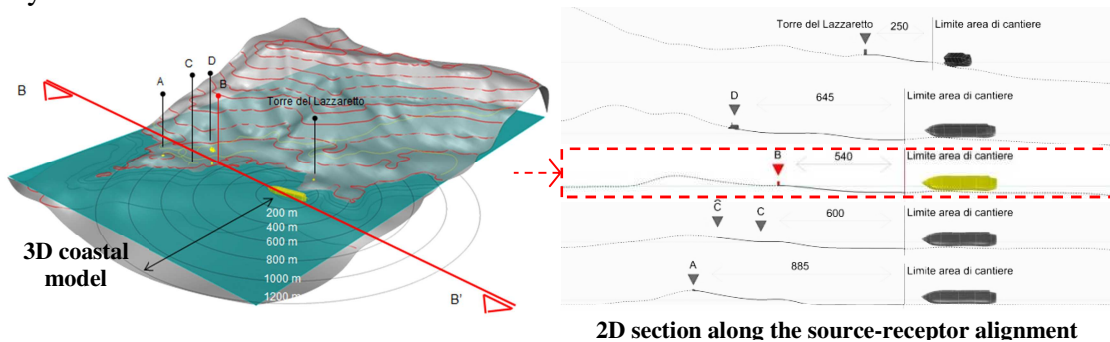 A
C
D
B
B
Torre del Lazzaretto
200 m
400 m
600 m
800 m
1000 m
1200 m
3D coastal
model
B'
Torre del Lazzaretto
250
Limite area di cantiere
D
645
Limite area di cantiere
B
540
Limite area di cantiere
Ĉ
C
600
Limite area di cantiere
A
885
Limite area di cantiere
2D section along the source-receptor alignment